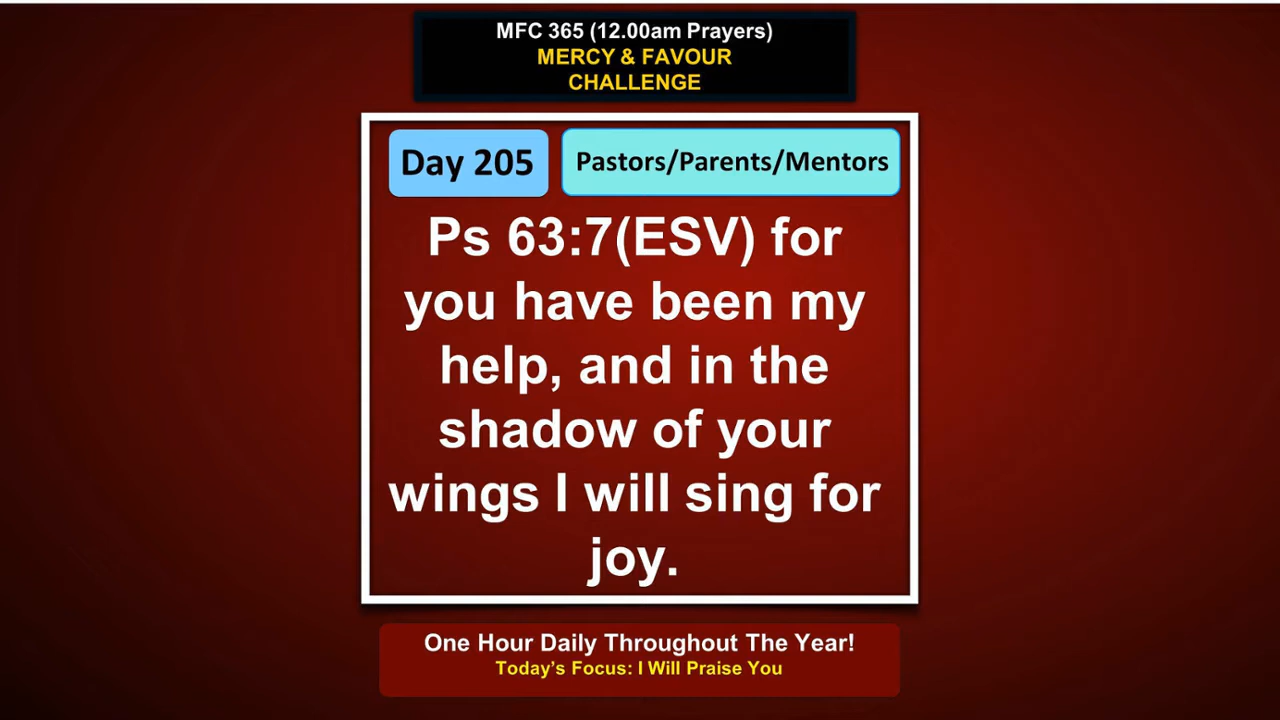 MFC 365 (12.00am Prayers)
MERCY & FAVOUR
CHALLENGE
Day 205
Pastors/Parents/Mentors
Ps 63:7(ESV) for
you have been my
help, and in the
shadow of your
wings I will sing for
joy.
One Hour Daily Throughout The Year!
Today’s Focus: I Will Praise You